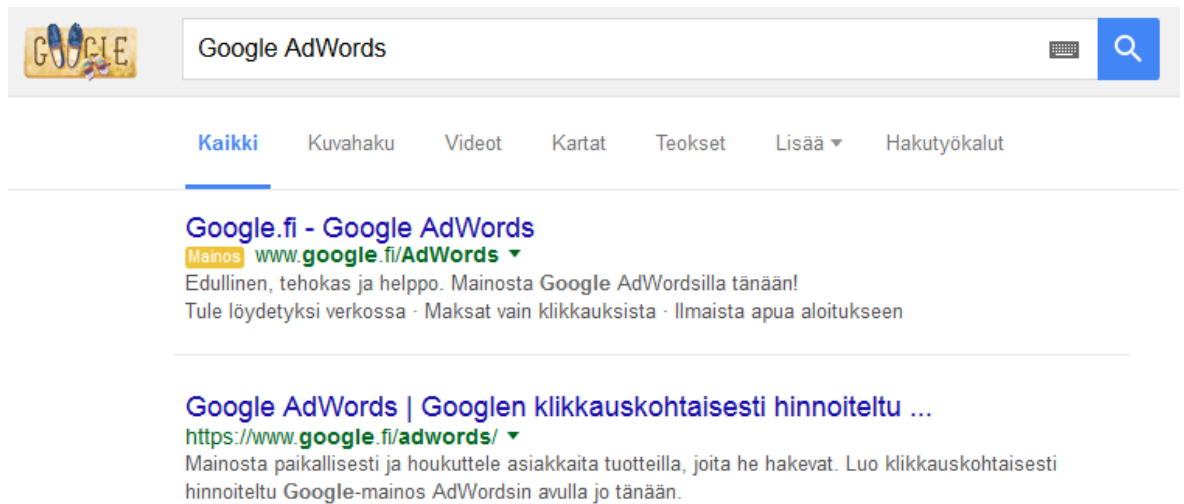 GOOGLE
Google AdWords
Kaikki Kuvahaku Videot Kartat Teokset Lisää Hakutyökalut
Google.fi - Google AdWords
Mainos www.google.fi/AdWords
Edullinen, tehokas ja helppo. Mainosta Google AdWordsilla tänään!
Tule löydetyksi verkossa · Maksat vain klikkauksista · Ilmaista apua aloitukseen
Google AdWords | Googlen klikkauskohtaisesti hinnoiteltu ...
https://www.google.fi/adwords/
Mainosta paikallisesti ja houkuttele asiakkaita tuotteilla, joita he hakevat. Luo klikkauskohtaisesti
hinnoiteltu Google-mainos AdWordsin avulla jo tänään.